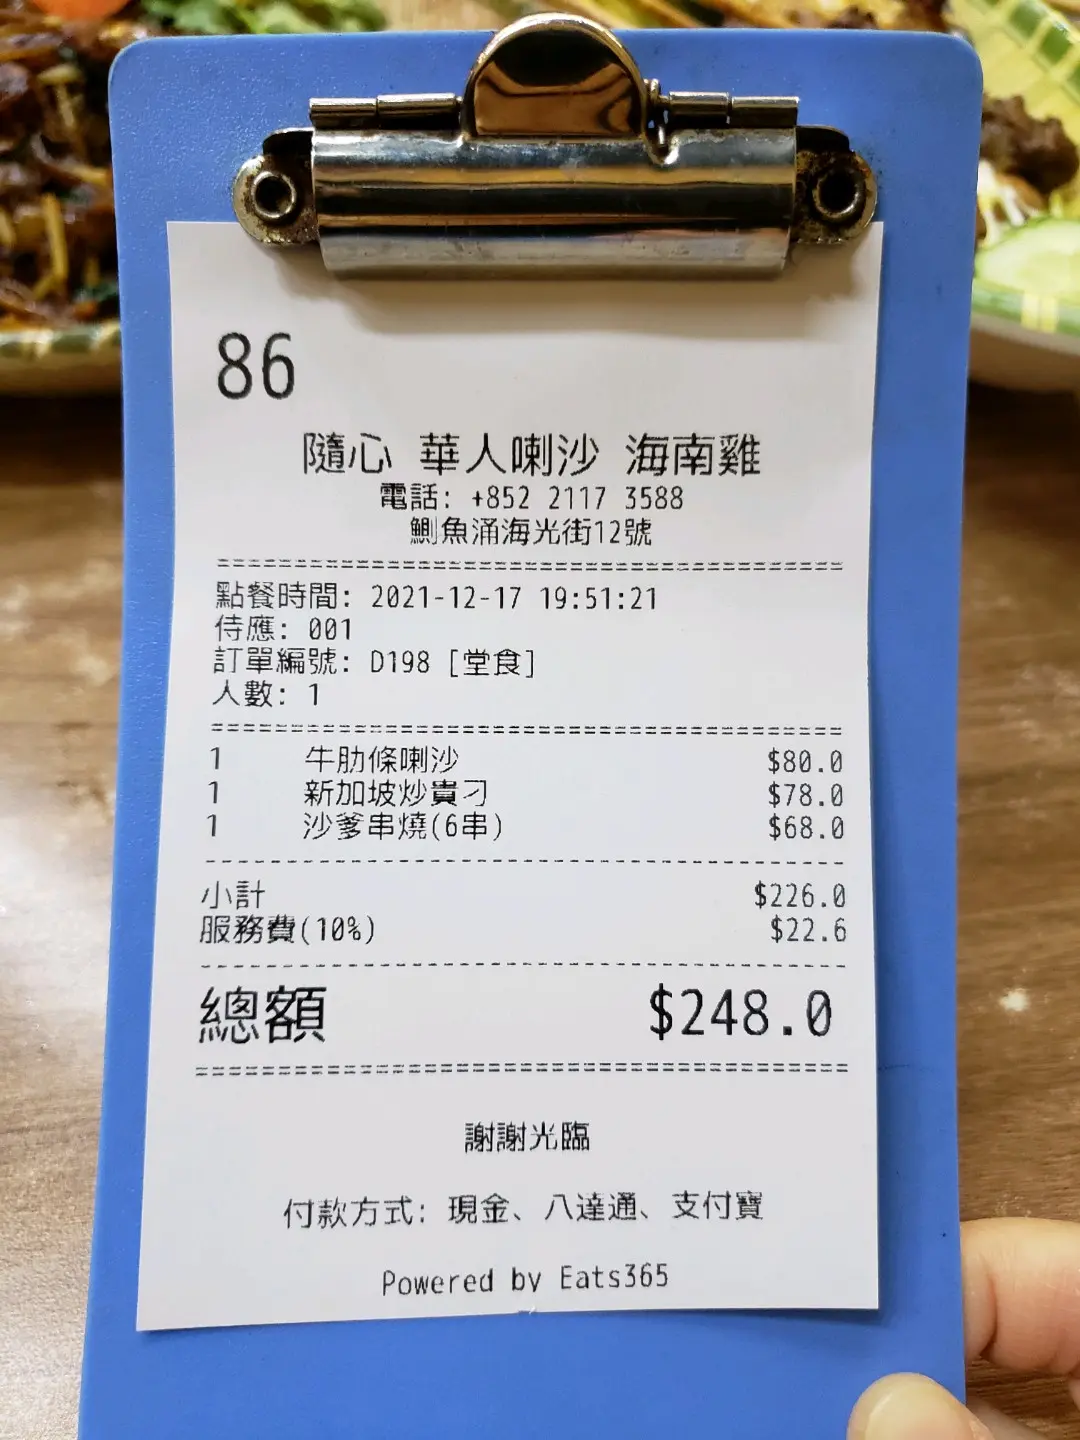 86
隨心 華人喇沙 海南雞
電話: +852 2117 3588
鰂魚涌海光街12號
點餐時間: 2021-12-17 19:51:21
侍應: 001
訂單編號: D198 [堂食]
人數: 1
1 牛肋條喇沙 $80.0
1 新加坡炒貴刁 $78.0
1 沙爹串燒(6串) $68.0
小計 $226.0
服務費(10%) $22.6
總額 $248.0
謝謝光臨
付款方式: 現金、八達通、支付寶
Powered by Eats365